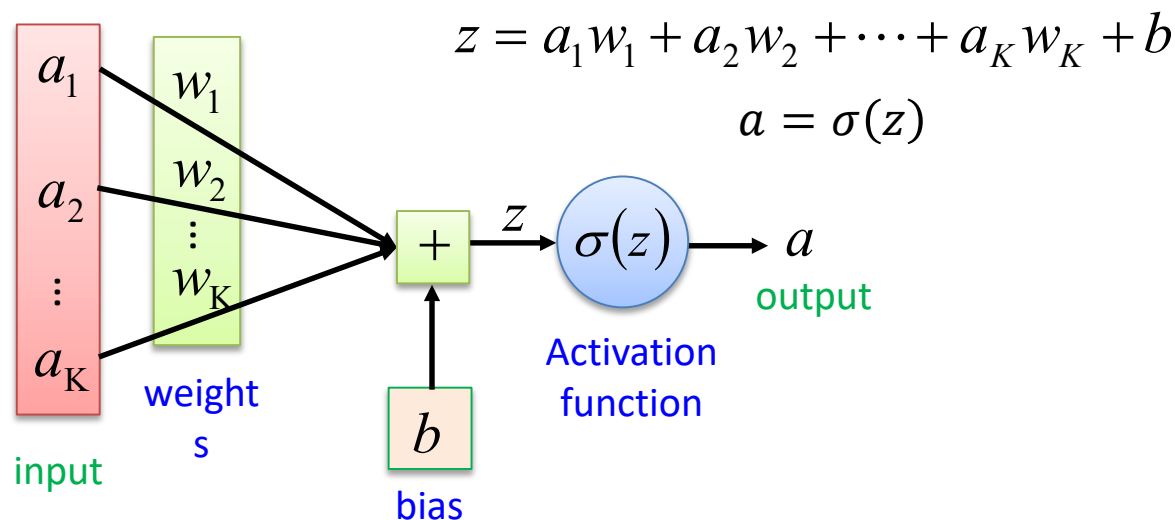 z = a₁w₁ + a₂w₂ + ⋯ + a_K w_K + b
a = σ(z)
a₁
a₂
⋮
a_K
input
w₁
w₂
⋮
w_K
weight
s
+
b
bias
z
σ(z)
Activation
function
a
output